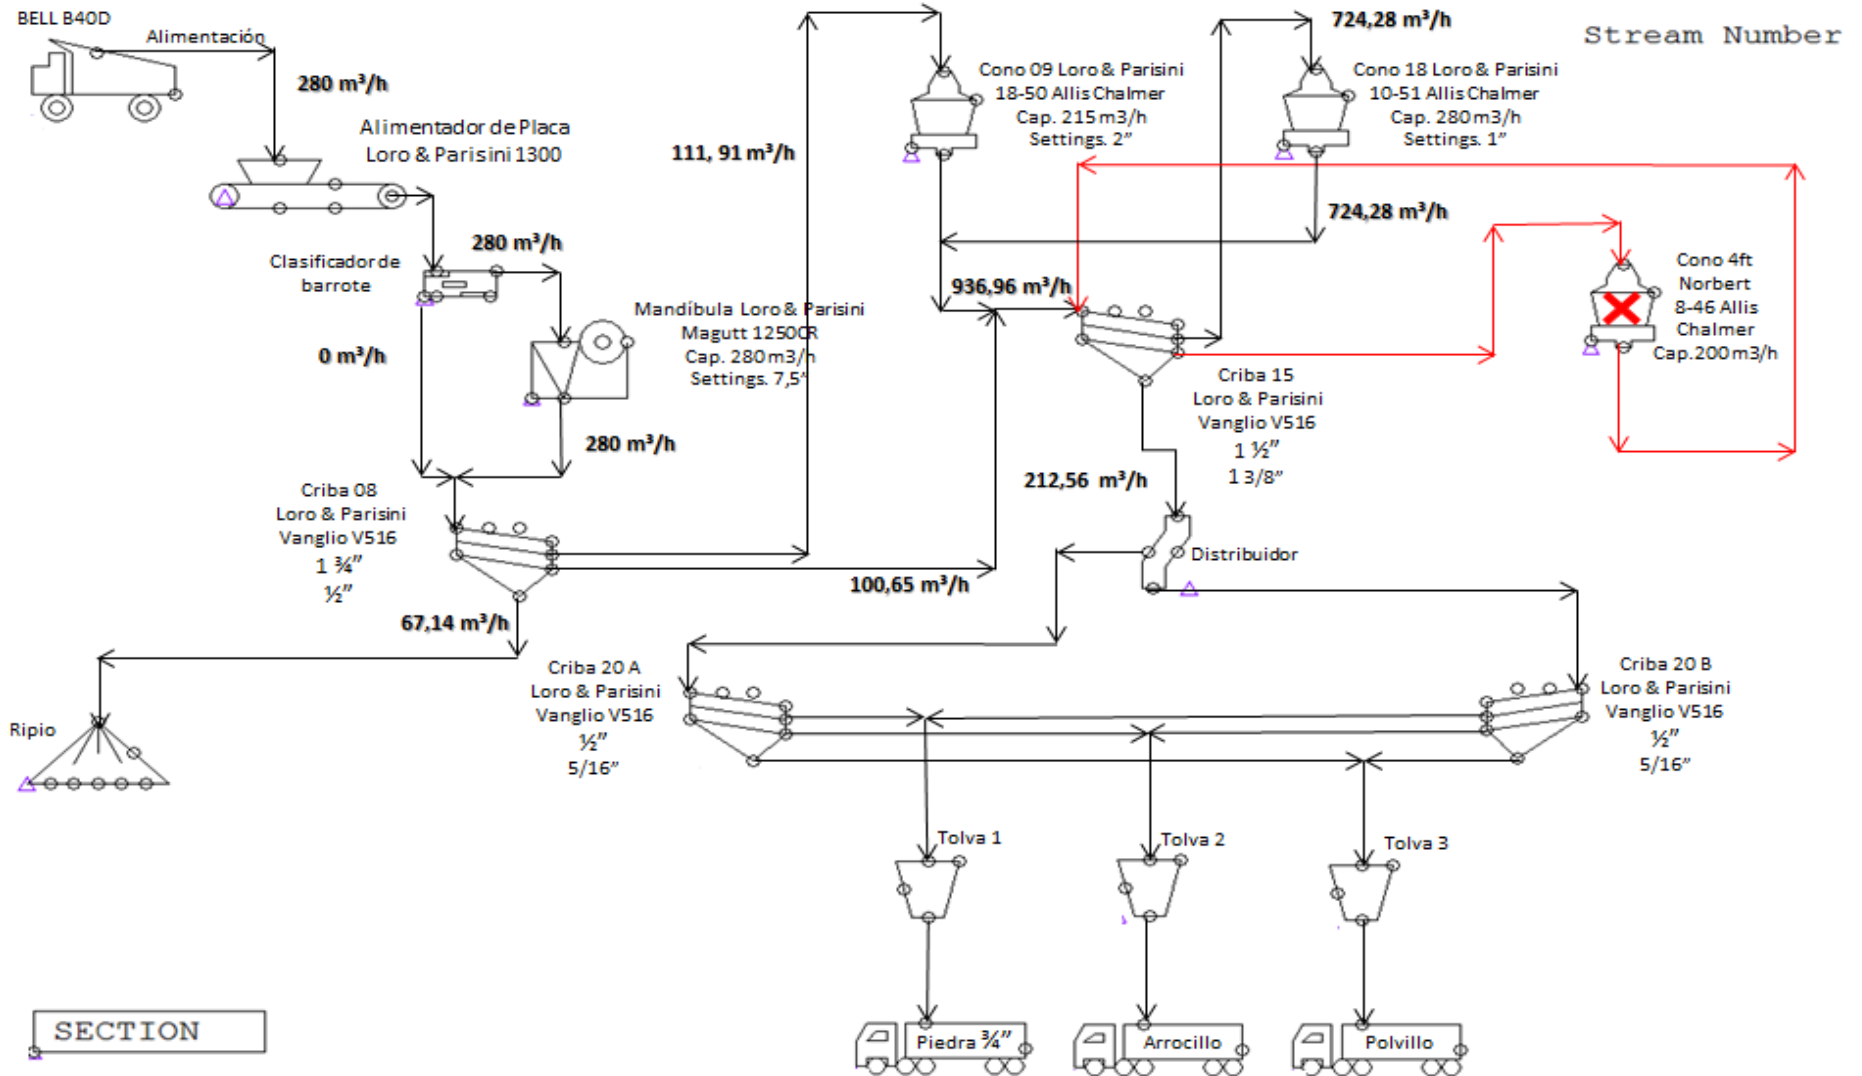 BELL B40D
Alimentación
280 m³/h
Alimentador de Placa
Loro & Parisini 1300
Clasificador de
barrote
280 m³/h
0 m³/h
Mandíbula Loro & Parisini
Magutt 12500R
Cap. 280 m3/h
Settings. 7,5"
280 m³/h
Criba 08
Loro & Parisini
Vanglio V516
1 ¾"
½"
67,14 m³/h
Ripio
111, 91 m³/h
100,65 m³/h
Cono 09 Loro & Parisini
18-50 Allis Chalmer
Cap. 215 m3/h
Settings. 2"
724,28 m³/h
Cono 18 Loro & Parisini
10-51 Allis Chalmer
Cap. 280 m3/h
Settings. 1"
724,28 m³/h
Stream Number
936,96 m³/h
Cono 4ft
Norbert
8-46 Allis
Chalmer
Cap.200 m3/h
Criba 15
Loro & Parisini
Vanglio V516
1 ½"
1 3/8"
212,56 m³/h
Distribuidor
Criba 20 A
Loro & Parisini
Vanglio V516
½"
5/16"
Criba 20 B
Loro & Parisini
Vanglio V516
½"
5/16"
Tolva 1
Tolva 2
Tolva 3
Piedra ¾"
Arrocillo
Polvillo
SECTION